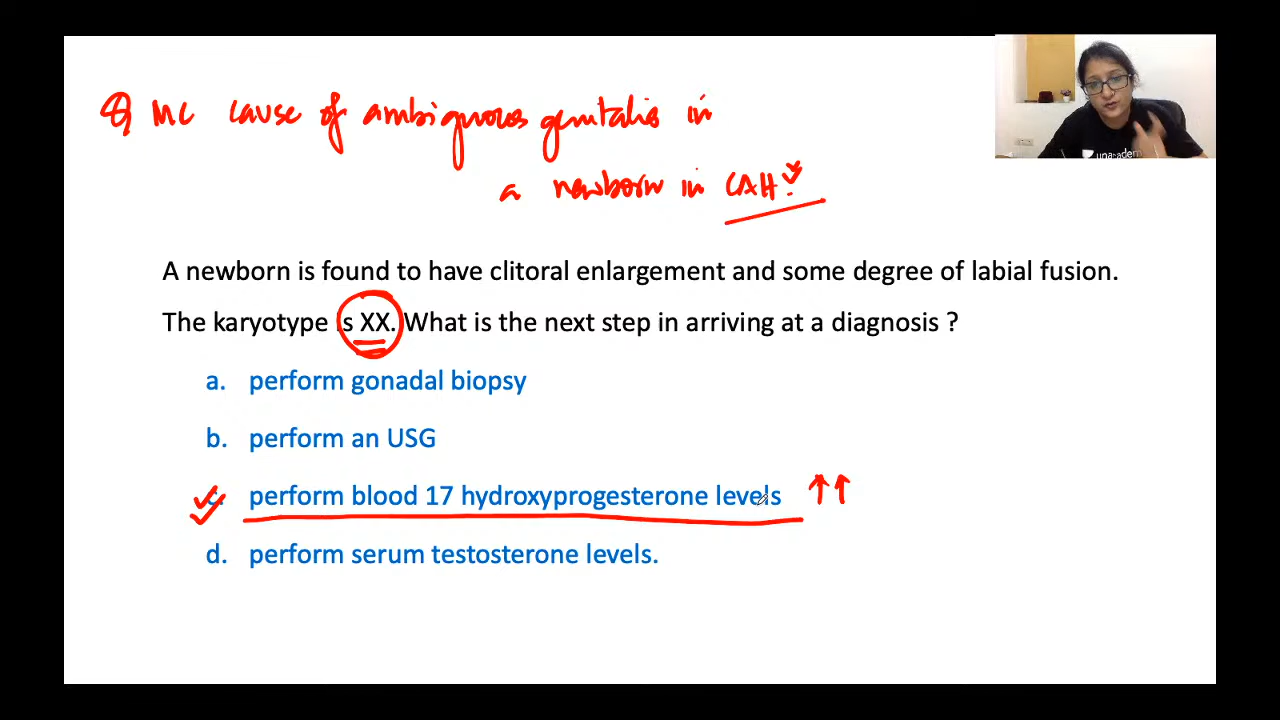 Q MC cause of ambiguous genitalia in
a newborn in CAH
A newborn is found to have clitoral enlargement and some degree of labial fusion.
The karyotype is XX. What is the next step in arriving at a diagnosis ?
a. perform gonadal biopsy
b. perform an USG
c. perform blood 17 hydroxyprogesterone levels ↑↑
d. perform serum testosterone levels.
unacadem